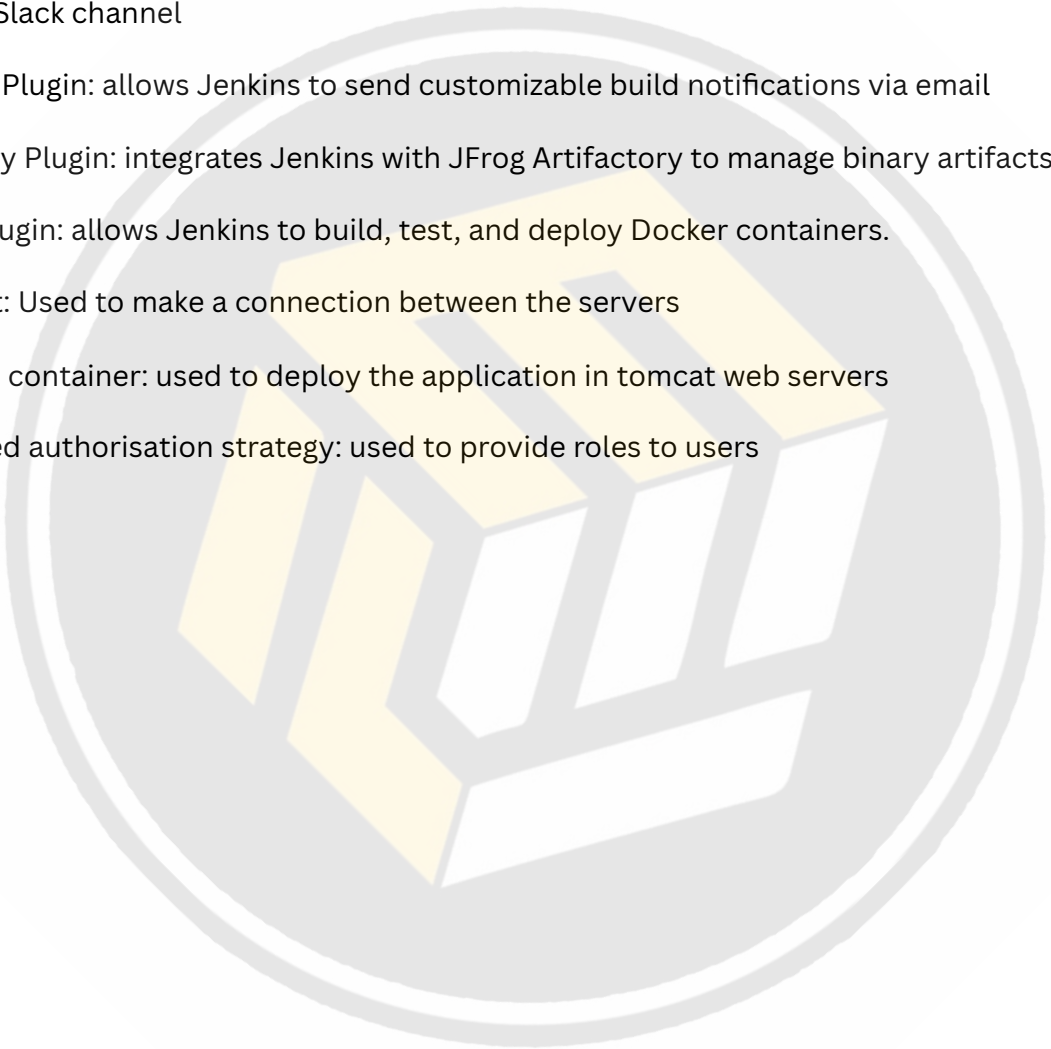 Slack channel
Plugin: allows Jenkins to send customizable build notifications via email
y Plugin: integrates Jenkins with JFrog Artifactory to manage binary artifacts
ugin: allows Jenkins to build, test, and deploy Docker containers.
: Used to make a connection between the servers
container: used to deploy the application in tomcat web servers
ed authorisation strategy: used to provide roles to users